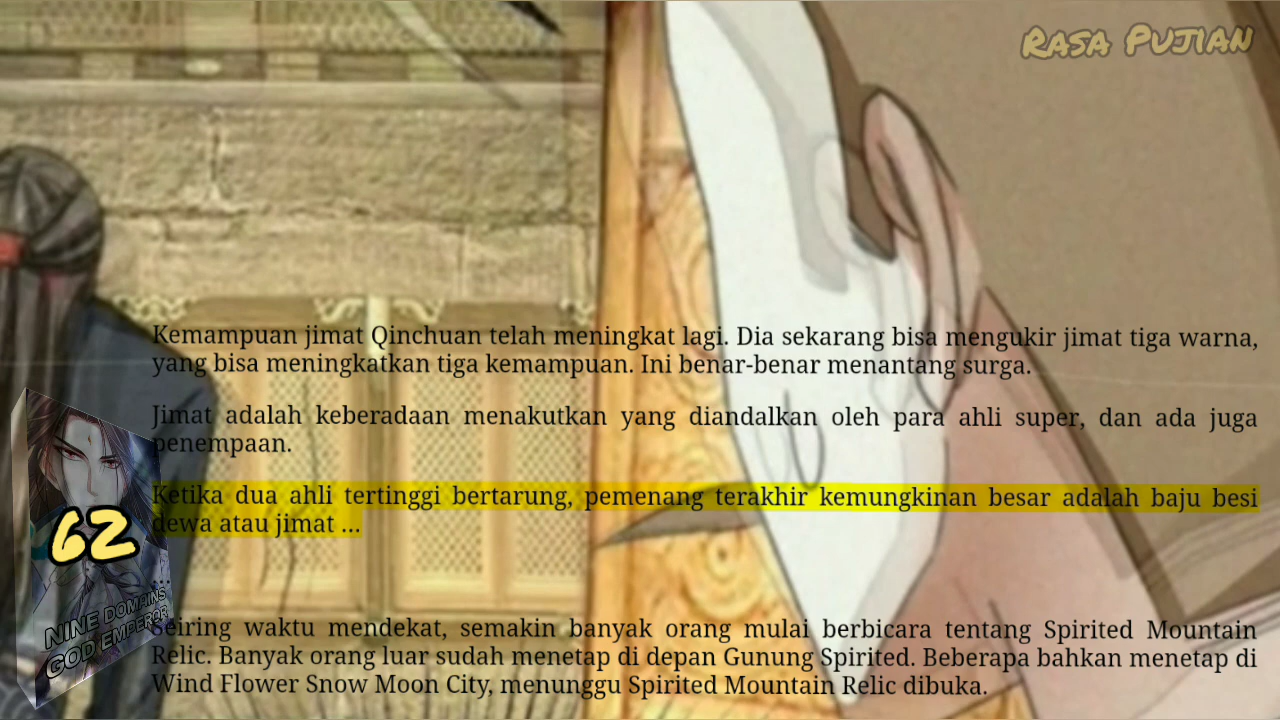 Rasa Pujian
Kemampuan jimat Qinchuan telah meningkat lagi. Dia sekarang bisa mengukir jimat tiga warna,
yang bisa meningkatkan tiga kemampuan. Ini benar-benar menantang surga.
Jimat adalah keberadaan menakutkan yang diandalkan oleh para ahli super, dan ada juga
penempaan.
Ketika dua ahli tertinggi bertarung, pemenang terakhir kemungkinan besar adalah baju besi
dewa atau jimat ...
...
Seiring waktu mendekat, semakin banyak orang mulai berbicara tentang Spirited Mountain
Relic. Banyak orang luar sudah menetap di depan Gunung Spirited. Beberapa bahkan menetap di
Wind Flower Snow Moon City, menunggu Spirited Mountain Relic dibuka.
62
NINE DOMAINS
GOD EMPEROR